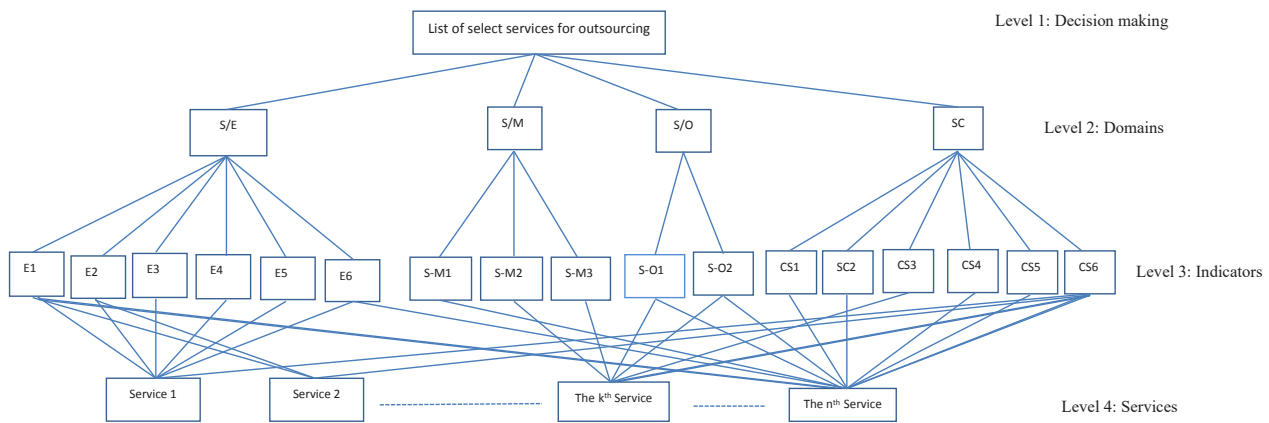 List of select services for outsourcing
Level 1: Decision making
S/E
S/M
S/O
SC
Level 2: Domains
E1
E2
E3
E4
E5
E6
S-M1
S-M2
S-M3
S-O1
S-O2
CS1
SC2
CS3
CS4
CS5
CS6
Level 3: Indicators
Service 1
Service 2
The kth Service
The nth Service
Level 4: Services